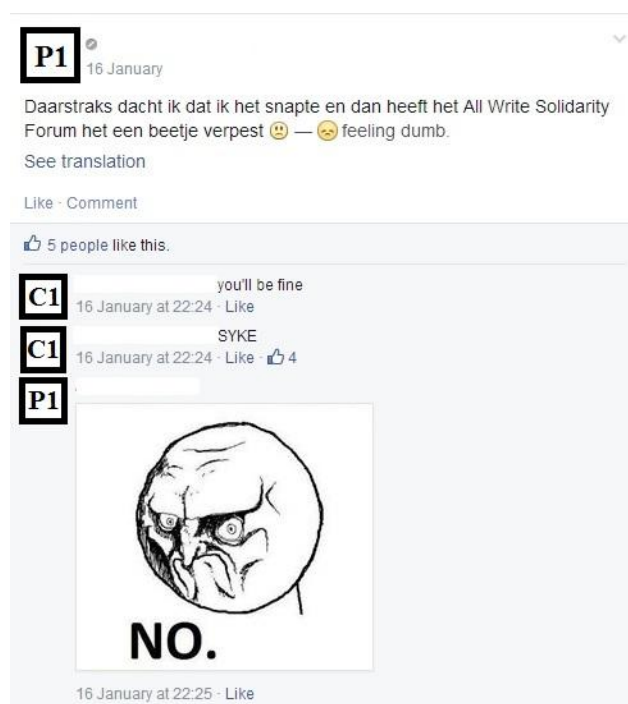 P1
16 January
Daarstraks dacht ik dat ik het snapte en dan heeft het All Write Solidarity
Forum het een beetje verpest — feeling dumb.
See translation
Like · Comment
5 people like this.
C1
you'll be fine
16 January at 22:24 · Like
C1
SYKE
16 January at 22:24 · Like · 4
P1
NO.
16 January at 22:25 · Like